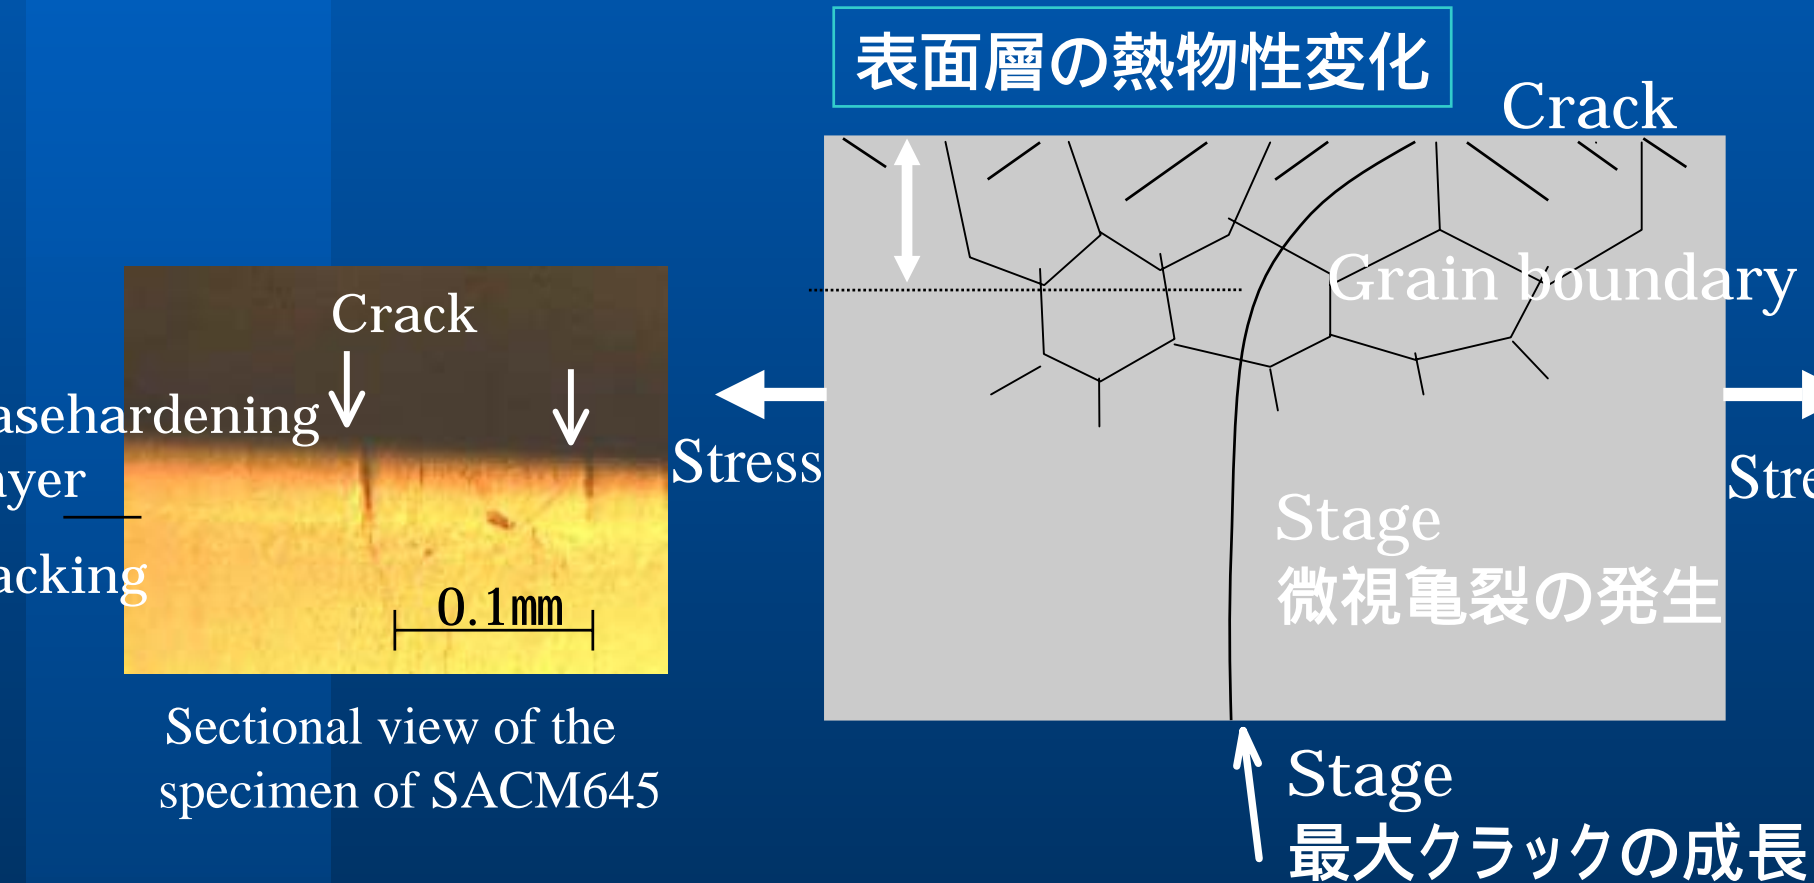 表面層の熱物性変化
Crack
Crack
Grain boundary
asehardening
ayer
acking
0.1mm
Stress
Stre
Stage
微視亀裂の発生
Sectional view of the
specimen of SACM645
Stage
最大クラックの成長